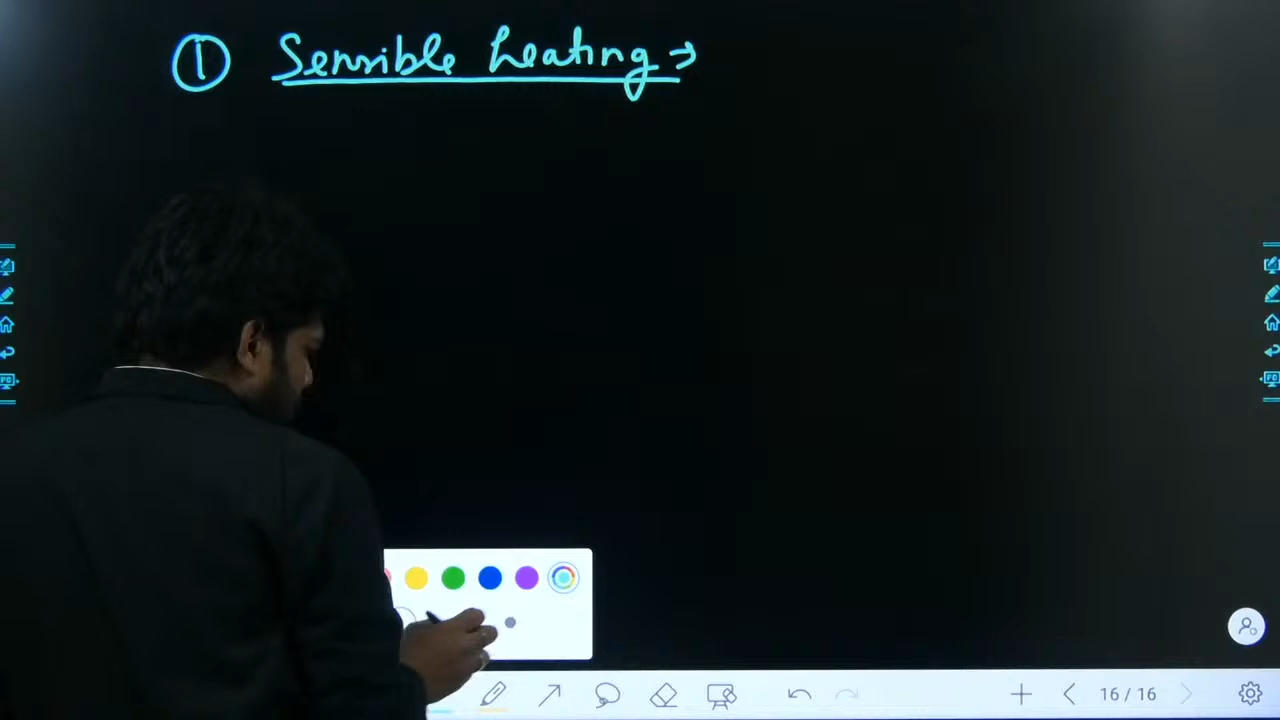 ① Sensible heating →
16 / 16